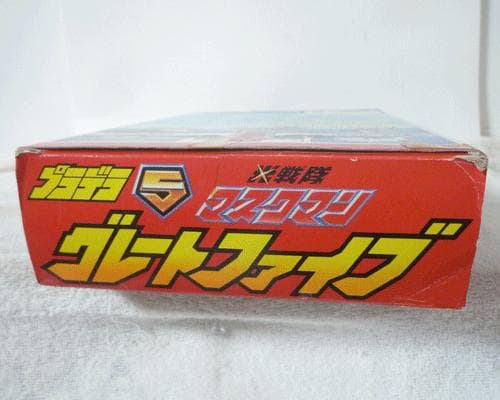 プラデラ
5
光戦隊
マスクマン
グレートファイブ